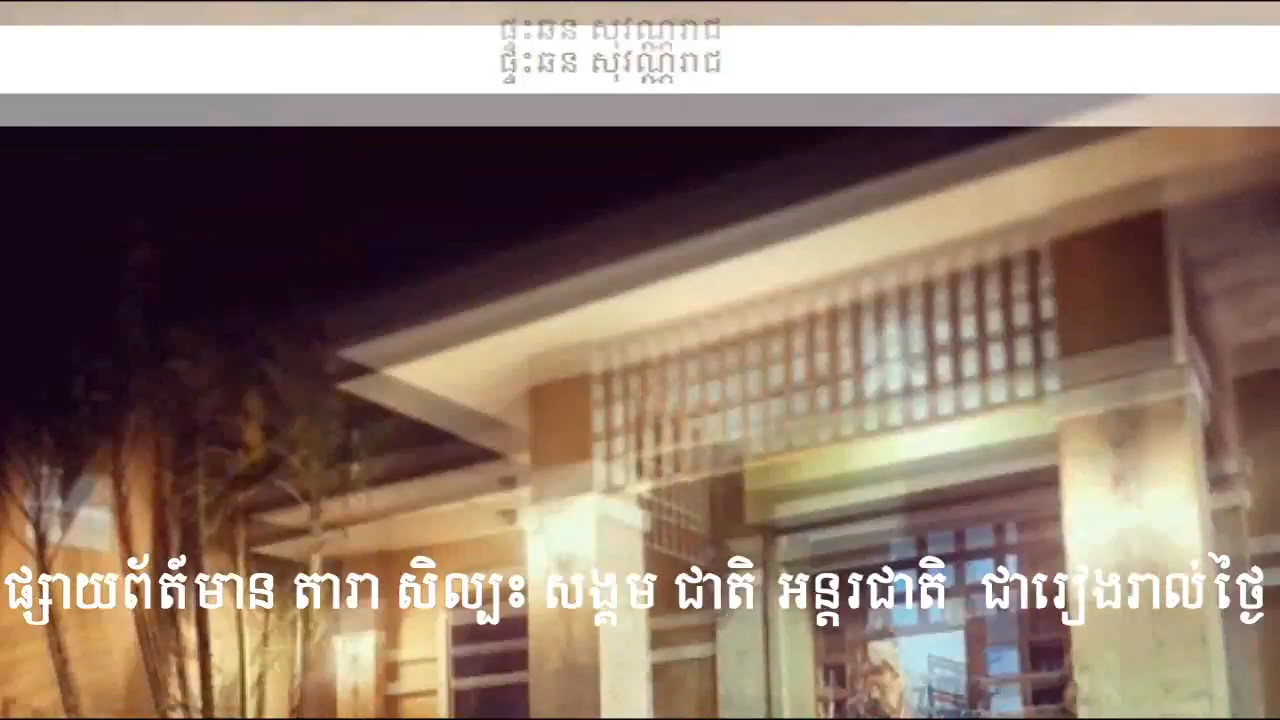 ផ្ទះឆន សុវណ្ណរាជ
ផ្ទះឆន សុវណ្ណរាជ
ផ្សាយព័ត៌មាន តារា សិល្បះ សង្គម ជាតិ អន្តរជាតិ ជារៀងរាល់ថ្ងៃ